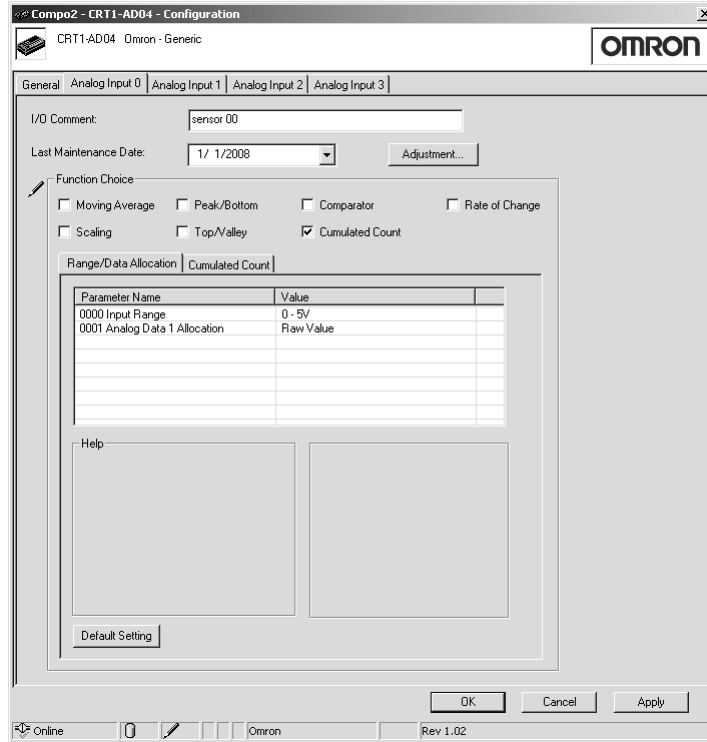 Compo2 - CRT1-AD04 - Configuration
CRT1-AD04 Omron - Generic
OMRON
General Analog Input 0 Analog Input 1 Analog Input 2 Analog Input 3
I/O Comment: sensor 00
Last Maintenance Date: 1/ 1/2008 Adjustment...
Function Choice
Moving Average Peak/Bottom Comparator Rate of Change
Scaling Top/Valley Cumulated Count
Range/Data Allocation Cumulated Count
Parameter Name Value
0000 Input Range 0 - 5V
0001 Analog Data 1 Allocation Raw Value
Help
Default Setting
OK Cancel Apply
Online Omron Rev 1.02